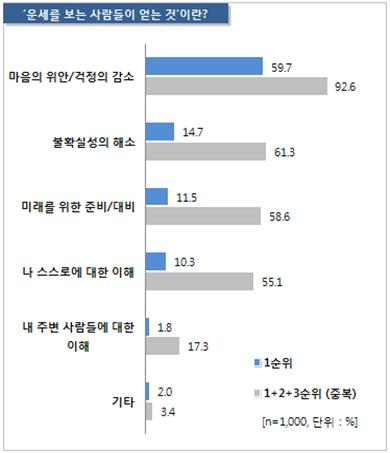 '운세를 보는 사람들이 얻는 것'이란?
마음의 위안/걱정의 감소
59.7
92.6
불확실성의 해소
14.7
61.3
미래를 위한 준비/대비
11.5
58.6
나 스스로에 대한 이해
10.3
55.1
내 주변 사람들에 대한
이해
1.8
17.3
기타
2.0
3.4
1순위
1+2+3순위 (중복)
[n=1,000, 단위 : %]